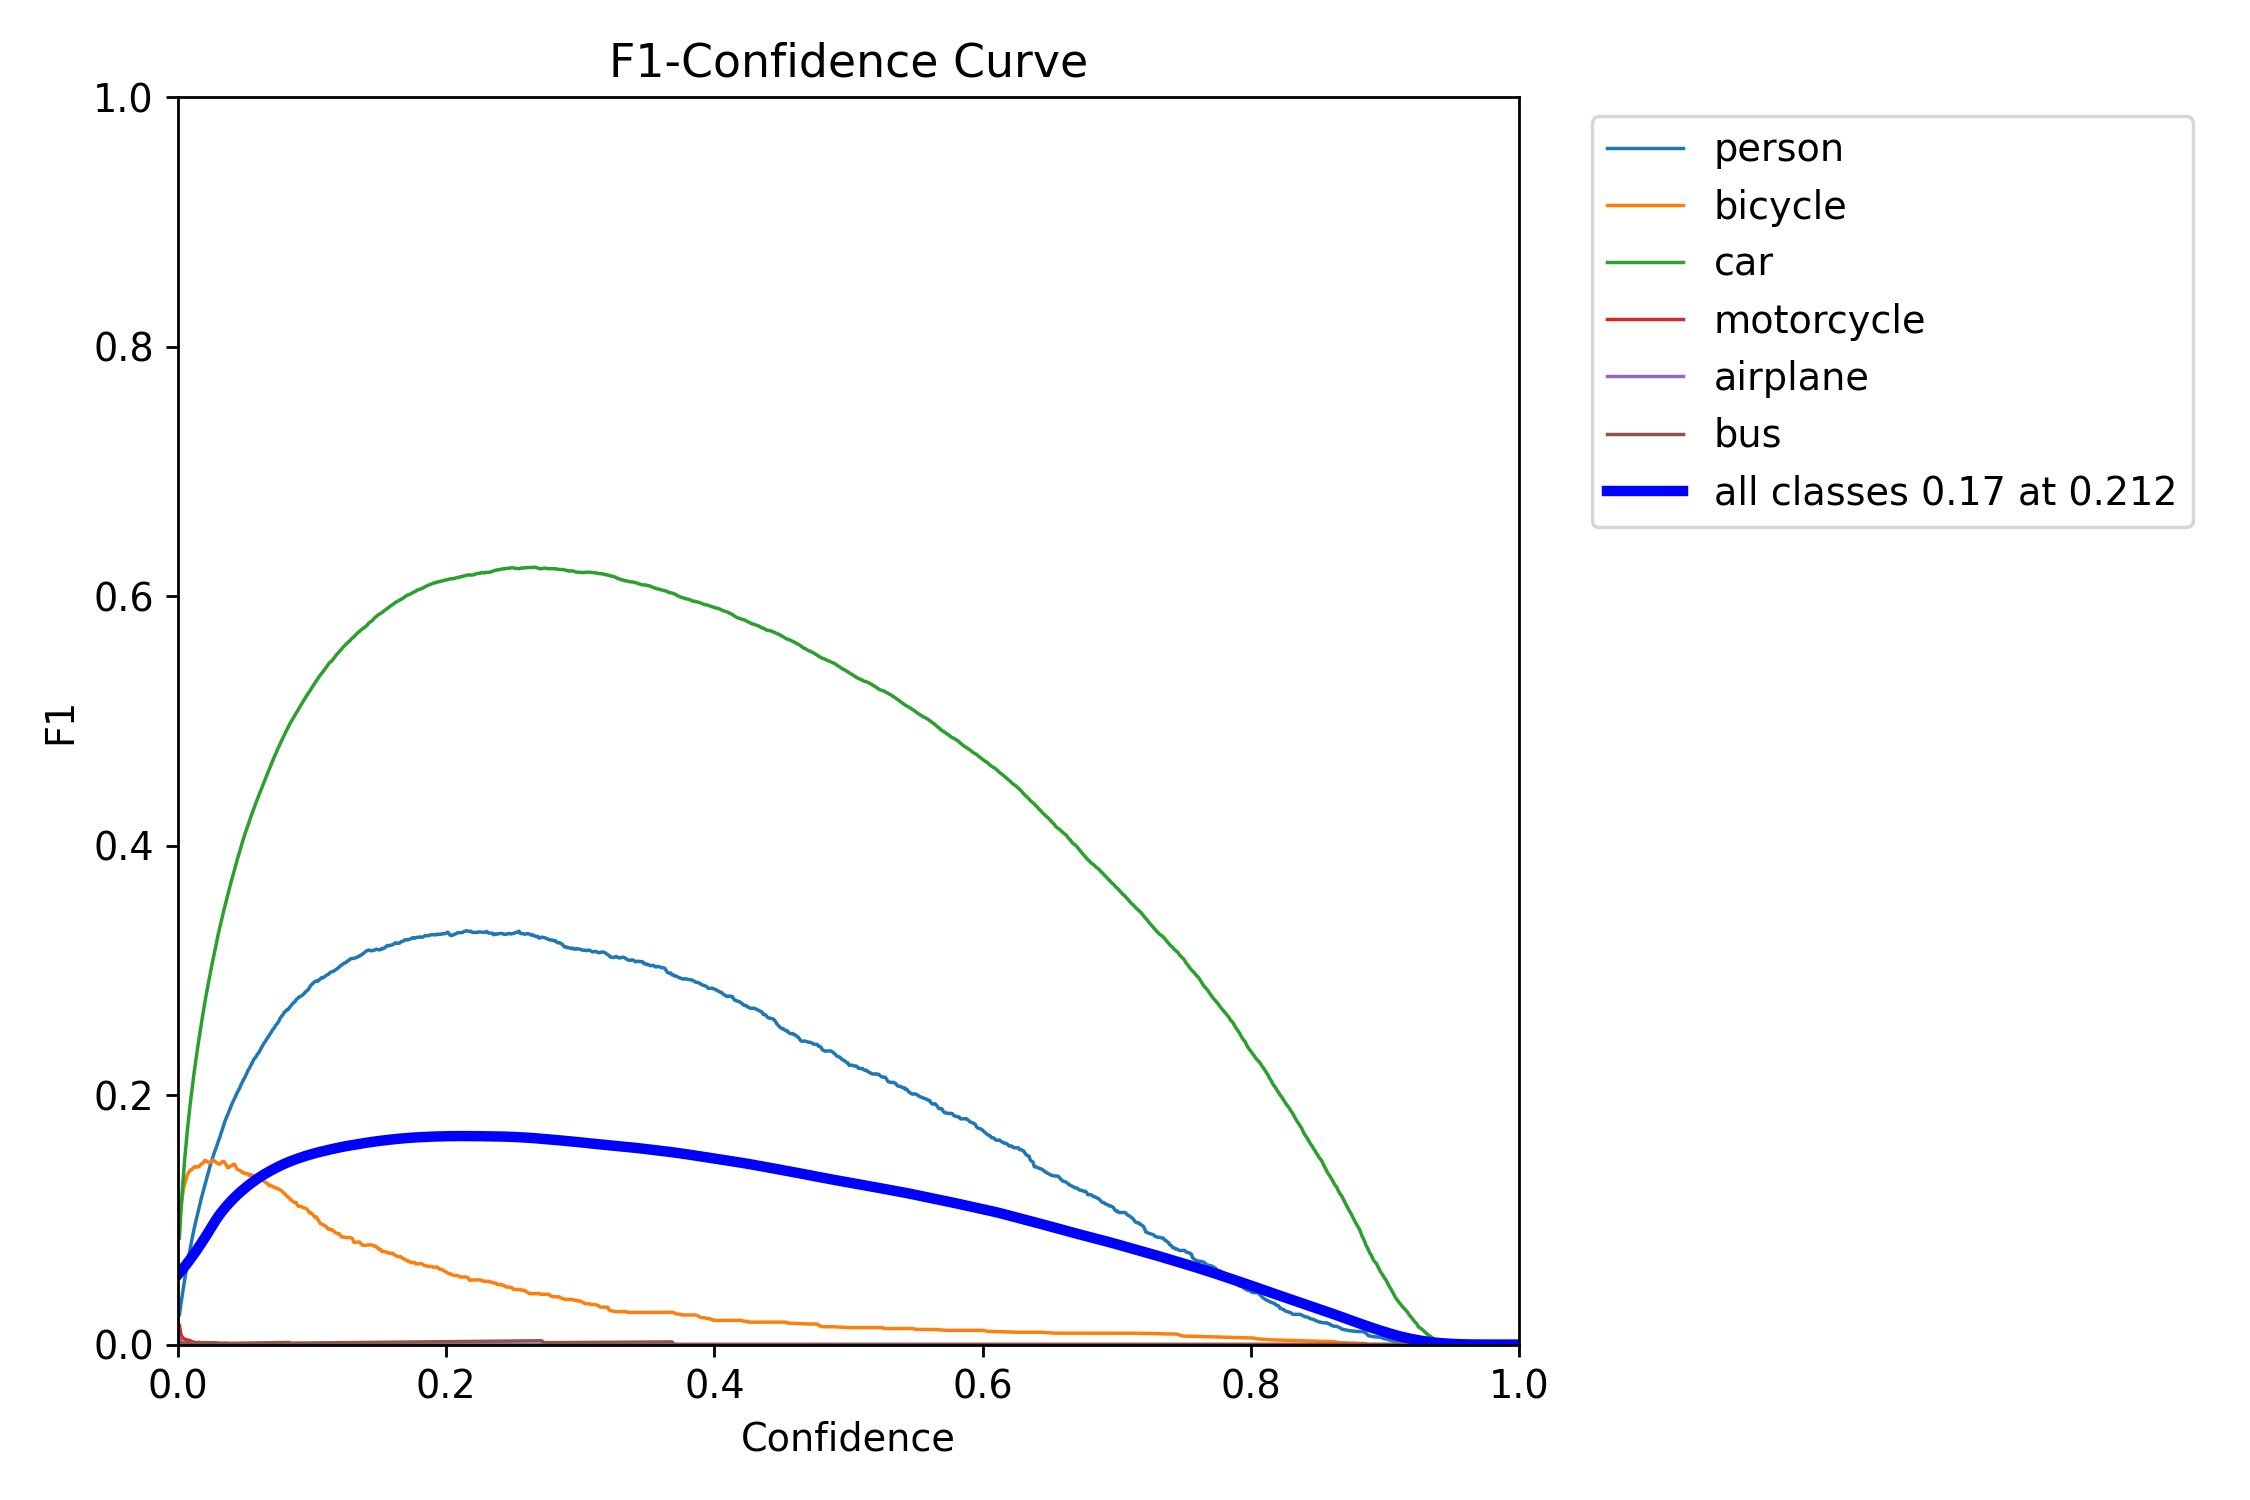 F1-Confidence Curve
1.0
0.8
0.6
0.4
0.2
0.0
F1
0.0 0.2 0.4 0.6 0.8 1.0
Confidence
person
bicycle
car
motorcycle
airplane
bus
all classes 0.17 at 0.212